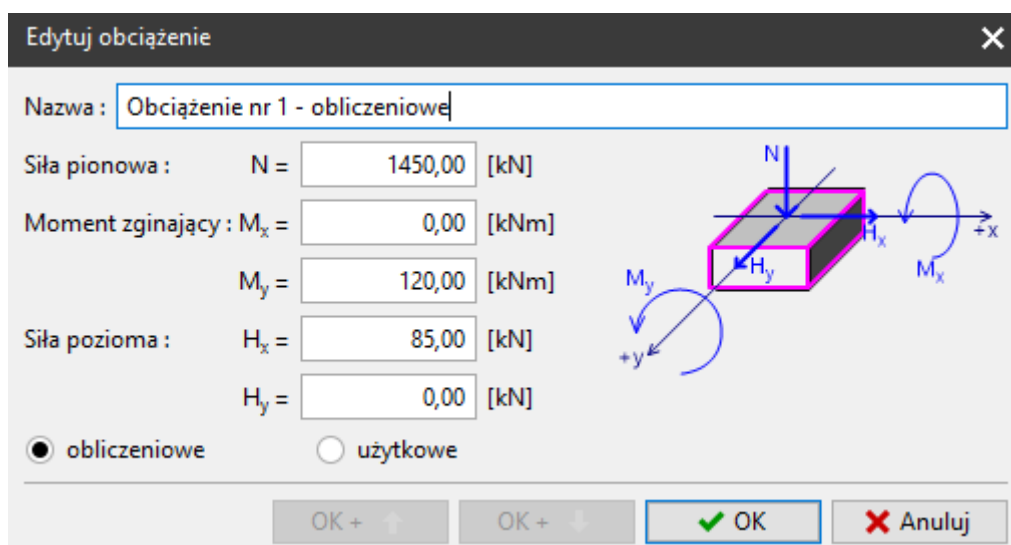 Edytuj obciążenie
Nazwa : Obciążenie nr 1 - obliczeniowe
Siła pionowa : N = 1450,00 [kN]
Moment zginający : Mx = 0,00 [kNm]
My = 120,00 [kNm]
Siła pozioma : Hx = 85,00 [kN]
Hy = 0,00 [kN]
N
Hx
+x
Mx
Hy
My
+y
obliczeniowe użytkowe
OK + OK + OK Anuluj